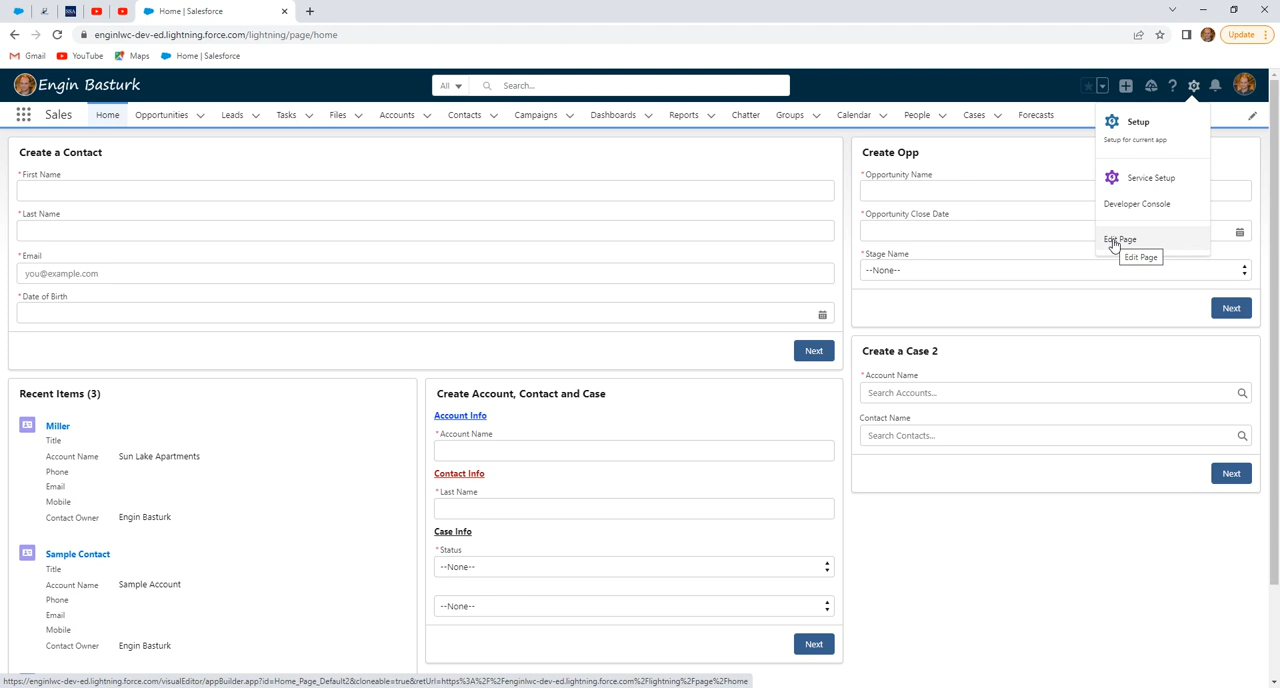 Home | Salesforce
enginlwc-dev-ed.lightning.force.com/lightning/page/home
Update
Gmail
YouTube
Maps
Home | Salesforce
Engin Basturk
All
Search...
Sales
Home
Opportunities
Leads
Tasks
Files
Accounts
Contacts
Campaigns
Dashboards
Reports
Chatter
Groups
Calendar
People
Cases
Forecasts
Setup
Setup for current app
Service Setup
Developer Console
Edit Page
Edit Page
Create a Contact
*First Name
*Last Name
*Email
you@example.com
*Date of Birth
Next
Create Opp
*Opportunity Name
*Opportunity Close Date
*Stage Name
--None--
Next
Create a Case 2
*Account Name
Search Accounts...
Contact Name
Search Contacts...
Next
Recent Items (3)
Miller
Title
Account Name Sun Lake Apartments
Phone
Email
Mobile
Contact Owner Engin Basturk
Sample Contact
Title
Account Name Sample Account
Phone
Email
Mobile
Contact Owner Engin Basturk
Create Account, Contact and Case
Account Info
*Account Name
Contact Info
*Last Name
Case Info
*Status
--None--
--None--
Next
https://enginlwc-dev-ed.lightning.force.com/visualEditor/appBuilder.app?id=Home_Page_Default2&cloneable=true&retUrl=https%3A%2F%2Fenginlwc-dev-ed.lightning.force.com%2Flightning%2Fpage%2Fhome